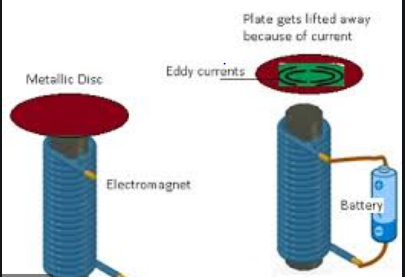 Plate gets lifted away
because of current
Eddy currents
Metallic Disc
Electromagnet
Battery